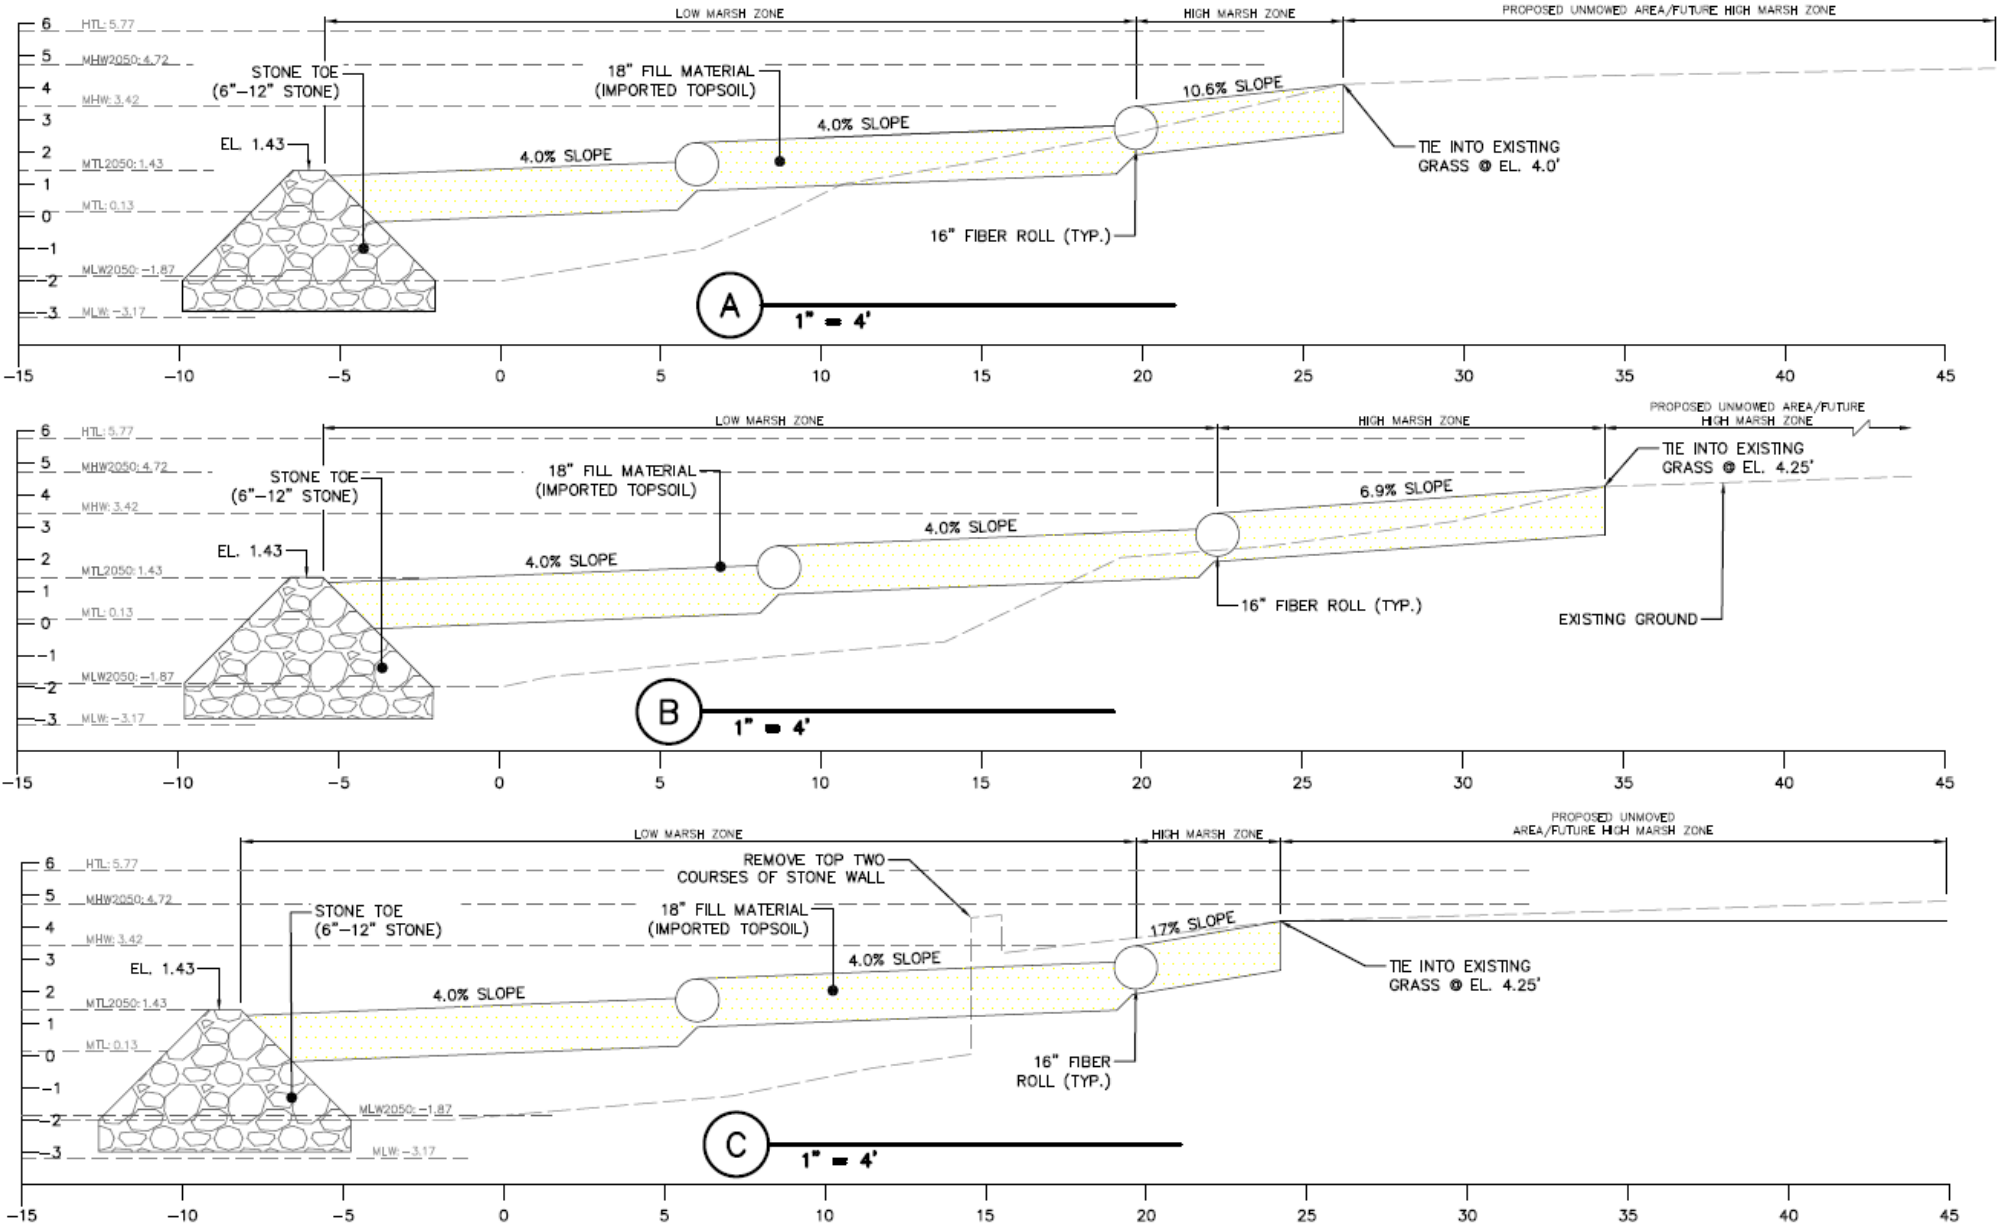 LOW MARSH ZONE
HIGH MARSH ZONE
PROPOSED UNMOWED AREA/FUTURE HIGH MARSH ZONE
6
HTL: 5.77
5
MHW2050: 4.72
STONE TOE
(6"-12" STONE)
18" FILL MATERIAL
(IMPORTED TOPSOIL)
4
10.6% SLOPE
MHW: 3.42
3
4.0% SLOPE
EL. 1.43
4.0% SLOPE
TIE INTO EXISTING
GRASS @ EL. 4.0'
2
MTL2050: 1.43
1
MTL: 0.13
0
16" FIBER ROLL (TYP.)
-1
MLW2050: -1.87
-2
MLW: -3.17
-3
A
1" = 4'
-15 -10 -5 0 5 10 15 20 25 30 35 40 45
LOW MARSH ZONE
HIGH MARSH ZONE
PROPOSED UNMOWED AREA/FUTURE
HIGH MARSH ZONE
6
HTL: 5.77
5
MHW2050: 4.72
STONE TOE
(6"-12" STONE)
18" FILL MATERIAL
(IMPORTED TOPSOIL)
TIE INTO EXISTING
GRASS @ EL. 4.25'
4
6.9% SLOPE
MHW: 3.42
3
4.0% SLOPE
EL. 1.43
4.0% SLOPE
2
MTL2050: 1.43
1
MTL: 0.13
0
16" FIBER ROLL (TYP.)
EXISTING GROUND
-1
MLW2050: -1.87
-2
MLW: -3.17
-3
B
1" = 4'
-15 -10 -5 0 5 10 15 20 25 30 35 40 45
LOW MARSH ZONE
HIGH MARSH ZONE
PROPOSED UNMOVED
AREA/FUTURE HIGH MARSH ZONE
6
HTL: 5.77
REMOVE TOP TWO
COURSES OF STONE WALL
5
MHW2050: 4.72
STONE TOE
(6"-12" STONE)
18" FILL MATERIAL
(IMPORTED TOPSOIL)
4
17% SLOPE
MHW: 3.42
3
4.0% SLOPE
EL. 1.43
4.0% SLOPE
TIE INTO EXISTING
GRASS @ EL. 4.25'
2
MTL2050: 1.43
1
MTL: 0.13
0
16" FIBER
ROLL (TYP.)
-1
MLW2050: -1.87
-2
MLW: -3.17
-3
C
1" = 4'
-15 -10 -5 0 5 10 15 20 25 30 35 40 45